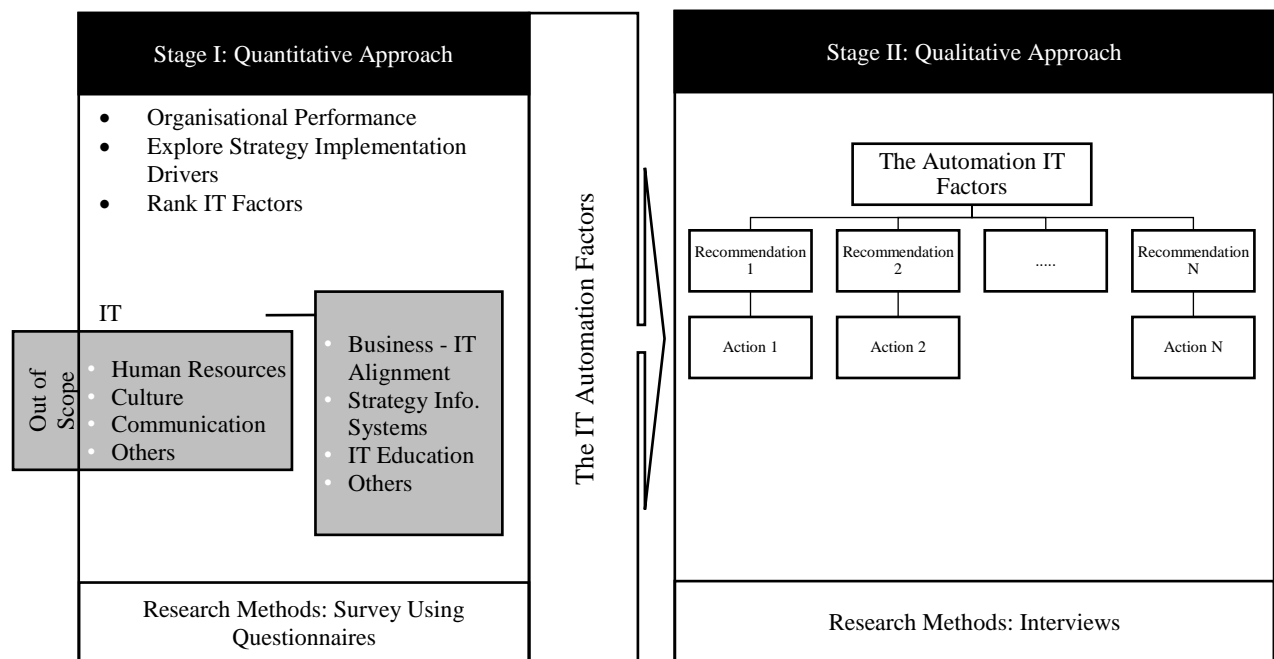 Stage I: Quantitative Approach
• Organisational Performance
• Explore Strategy Implementation
Drivers
• Rank IT Factors
IT
Out of
Scope
• Human Resources
• Culture
• Communication
• Others
• Business - IT
Alignment
• Strategy Info.
Systems
• IT Education
• Others
Research Methods: Survey Using
Questionnaires
The IT Automation Factors
Stage II: Qualitative Approach
The Automation IT
Factors
Recommendation
1
Recommendation
2
.....
Recommendation
N
Action 1
Action 2
Action N
Research Methods: Interviews